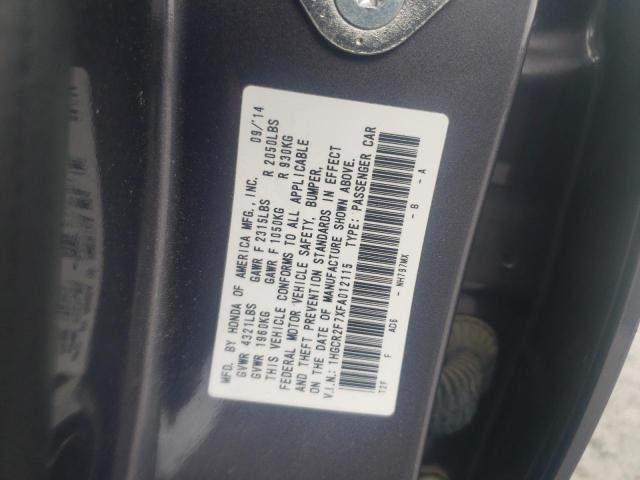 MFD. BY HONDA OF AMERICA MFG., INC. 09/'14
GVWR 4321LBS GAWR F 2315LBS R 2050LBS
GVWR 1960KG GAWR F 1050KG R 930KG
THIS VEHICLE CONFORMS TO ALL APPLICABLE
FEDERAL MOTOR VEHICLE SAFETY, BUMPER,
AND THEFT PREVENTION STANDARDS IN EFFECT
ON THE DATE OF MANUFACTURE SHOWN ABOVE.
V.I.N.: 1HGCR2F7XFA012115 TYPE: PASSENGER CAR
F AC6 - NH797MX - B - A
T2F